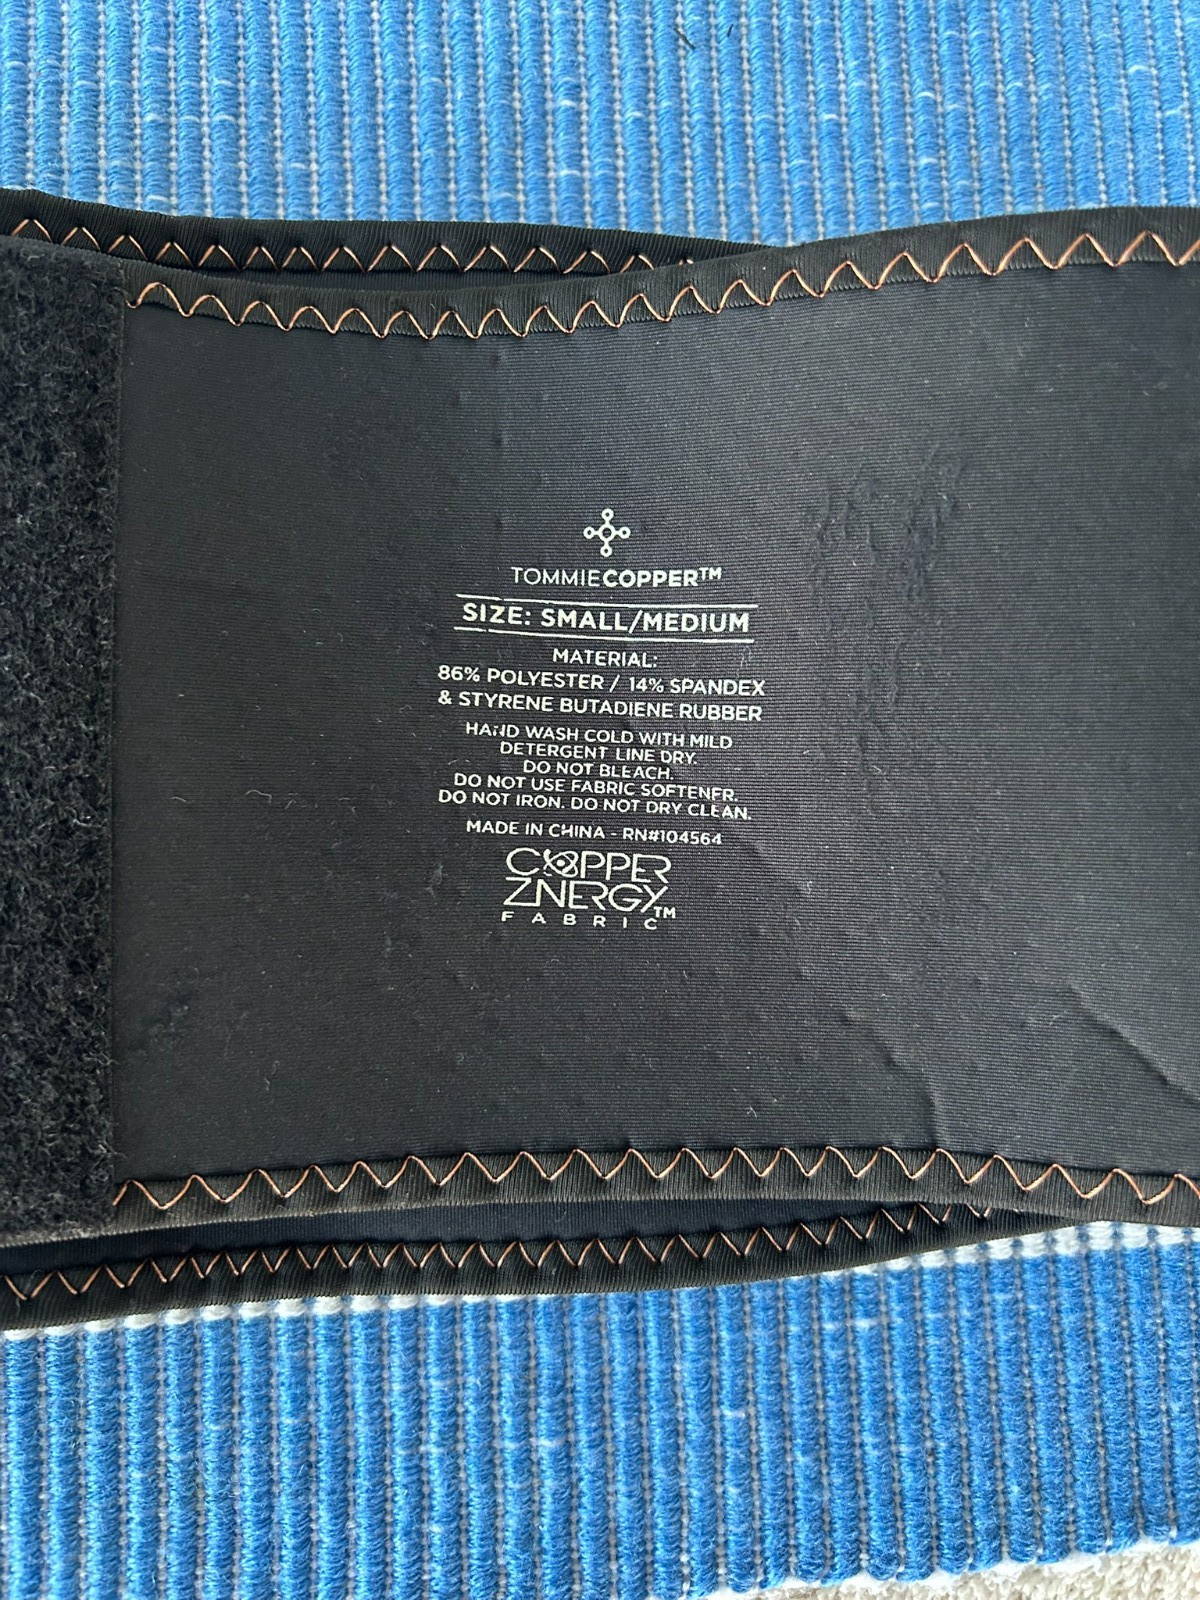 TOMMIECOPPER™
SIZE: SMALL/MEDIUM
MATERIAL:
86% POLYESTER / 14% SPANDEX
& STYRENE BUTADIENE RUBBER
HAND WASH COLD WITH MILD
DETERGENT LINE DRY.
DO NOT BLEACH.
DO NOT USE FABRIC SOFTENER.
DO NOT IRON. DO NOT DRY CLEAN.
MADE IN CHINA - RN#104564
COPPER
ZNERGY™
FABRIC